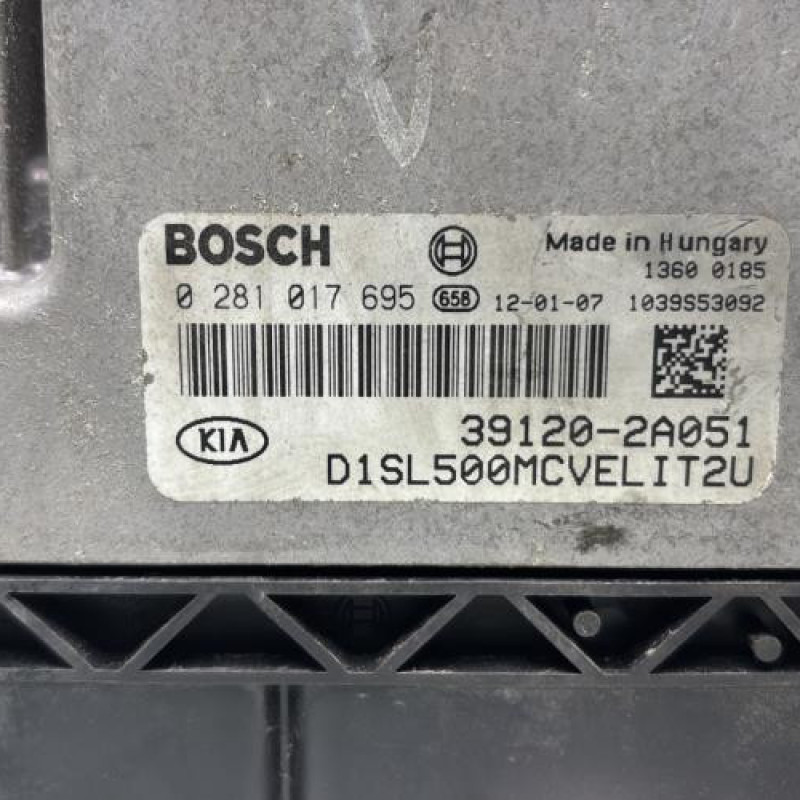 BOSCH
Made in Hungary
1360 0185
0 281 017 695 658 12-01-07 1039S53092
KIA
39120-2A051
D1SL500MCVELIT2U